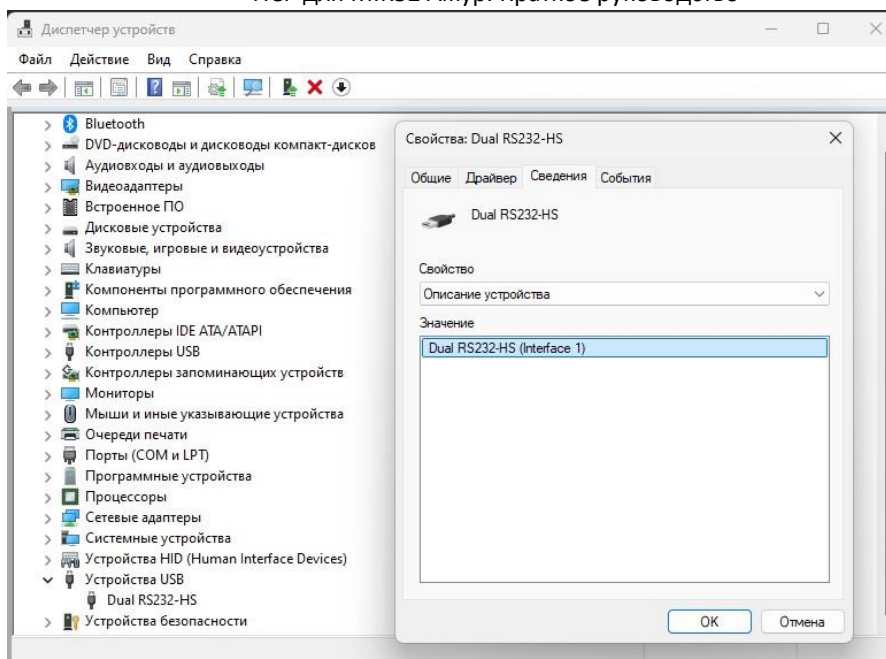 Диспетчер устройств
Файл Действие Вид Справка
Bluetooth
DVD-дисководы и дисководы компакт-дисков
Аудиовходы и аудиовыходы
Видеоадаптеры
Встроенное ПО
Дисковые устройства
Звуковые, игровые и видеоустройства
Клавиатуры
Компоненты программного обеспечения
Компьютер
Контроллеры IDE ATA/ATAPI
Контроллеры USB
Контроллеры запоминающих устройств
Мониторы
Мыши и иные указывающие устройства
Очереди печати
Порты (COM и LPT)
Программные устройства
Процессоры
Сетевые адаптеры
Системные устройства
Устройства HID (Human Interface Devices)
Устройства USB
Dual RS232-HS
Устройства безопасности
Свойства: Dual RS232-HS
Общие Драйвер Сведения События
Dual RS232-HS
Свойство
Описание устройства
Значение
Dual RS232-HS (Interface 1)
OK Отмена